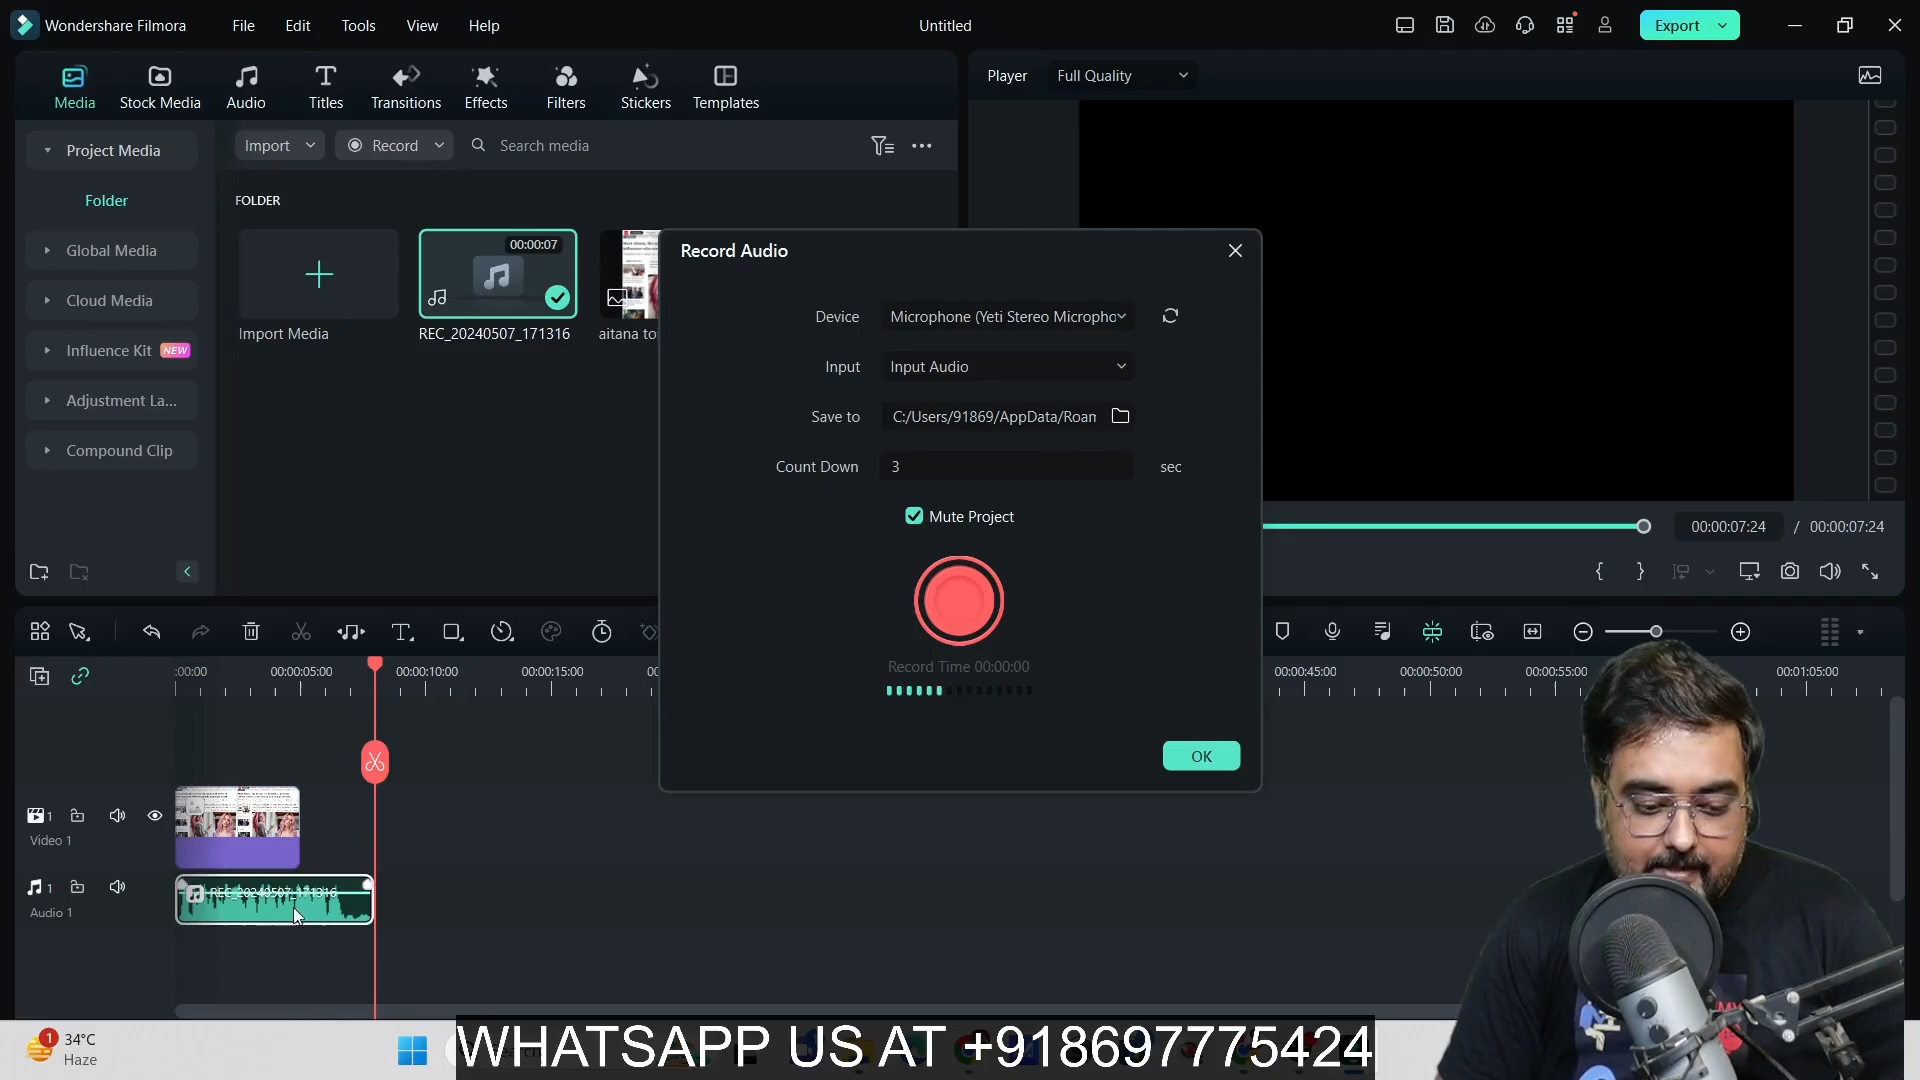 Wondershare Filmora
File
Edit
Tools
View
Help
Untitled
Export
Media
Stock Media
Audio
Titles
Transitions
Effects
Filters
Stickers
Templates
Player
Full Quality
Project Media
Import
Record
Search media
Folder
FOLDER
Global Media
00:00:07
Cloud Media
Import Media
REC_20240507_171316
aitana to
Influence Kit
NEW
Adjustment La...
Compound Clip
Record Audio
Device
Microphone (Yeti Stereo Micropho
Input
Input Audio
Save to
C:/Users/91869/AppData/Roan
Count Down
3
sec
Mute Project
Record Time 00:00:00
OK
00:00:07:24
/ 00:00:07:24
:00:00
00:00:05:00
00:00:10:00
00:00:15:00
00:00:45:00
00:00:50:00
00:00:55:00
00:01:05:00
1
Video 1
1
Audio 1
REC_20240507_171316
1
34°C
Haze
WHATSAPP US AT +918697775424